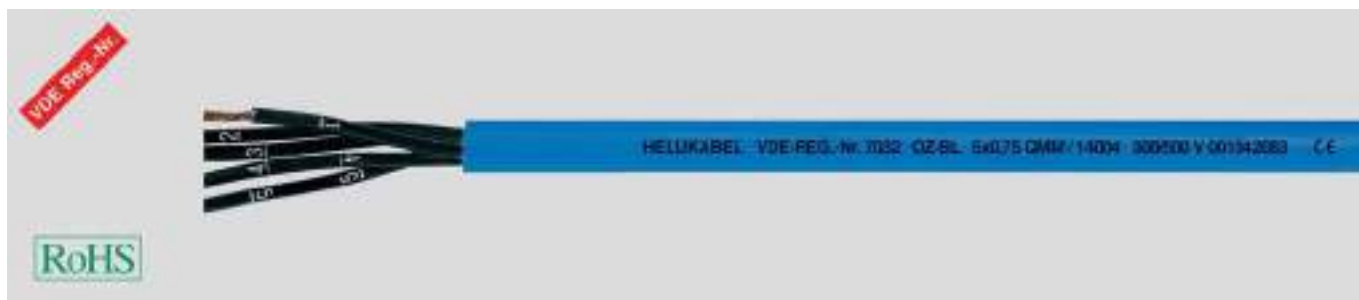 VDE Reg.-Nr.
HELUKABEL VDE-REG.-Nr. 7032 OZ-BL 5x0,75 QMM / 14004 300/500 V 001342083 CE
1
2
3
4
5
5
RoHS